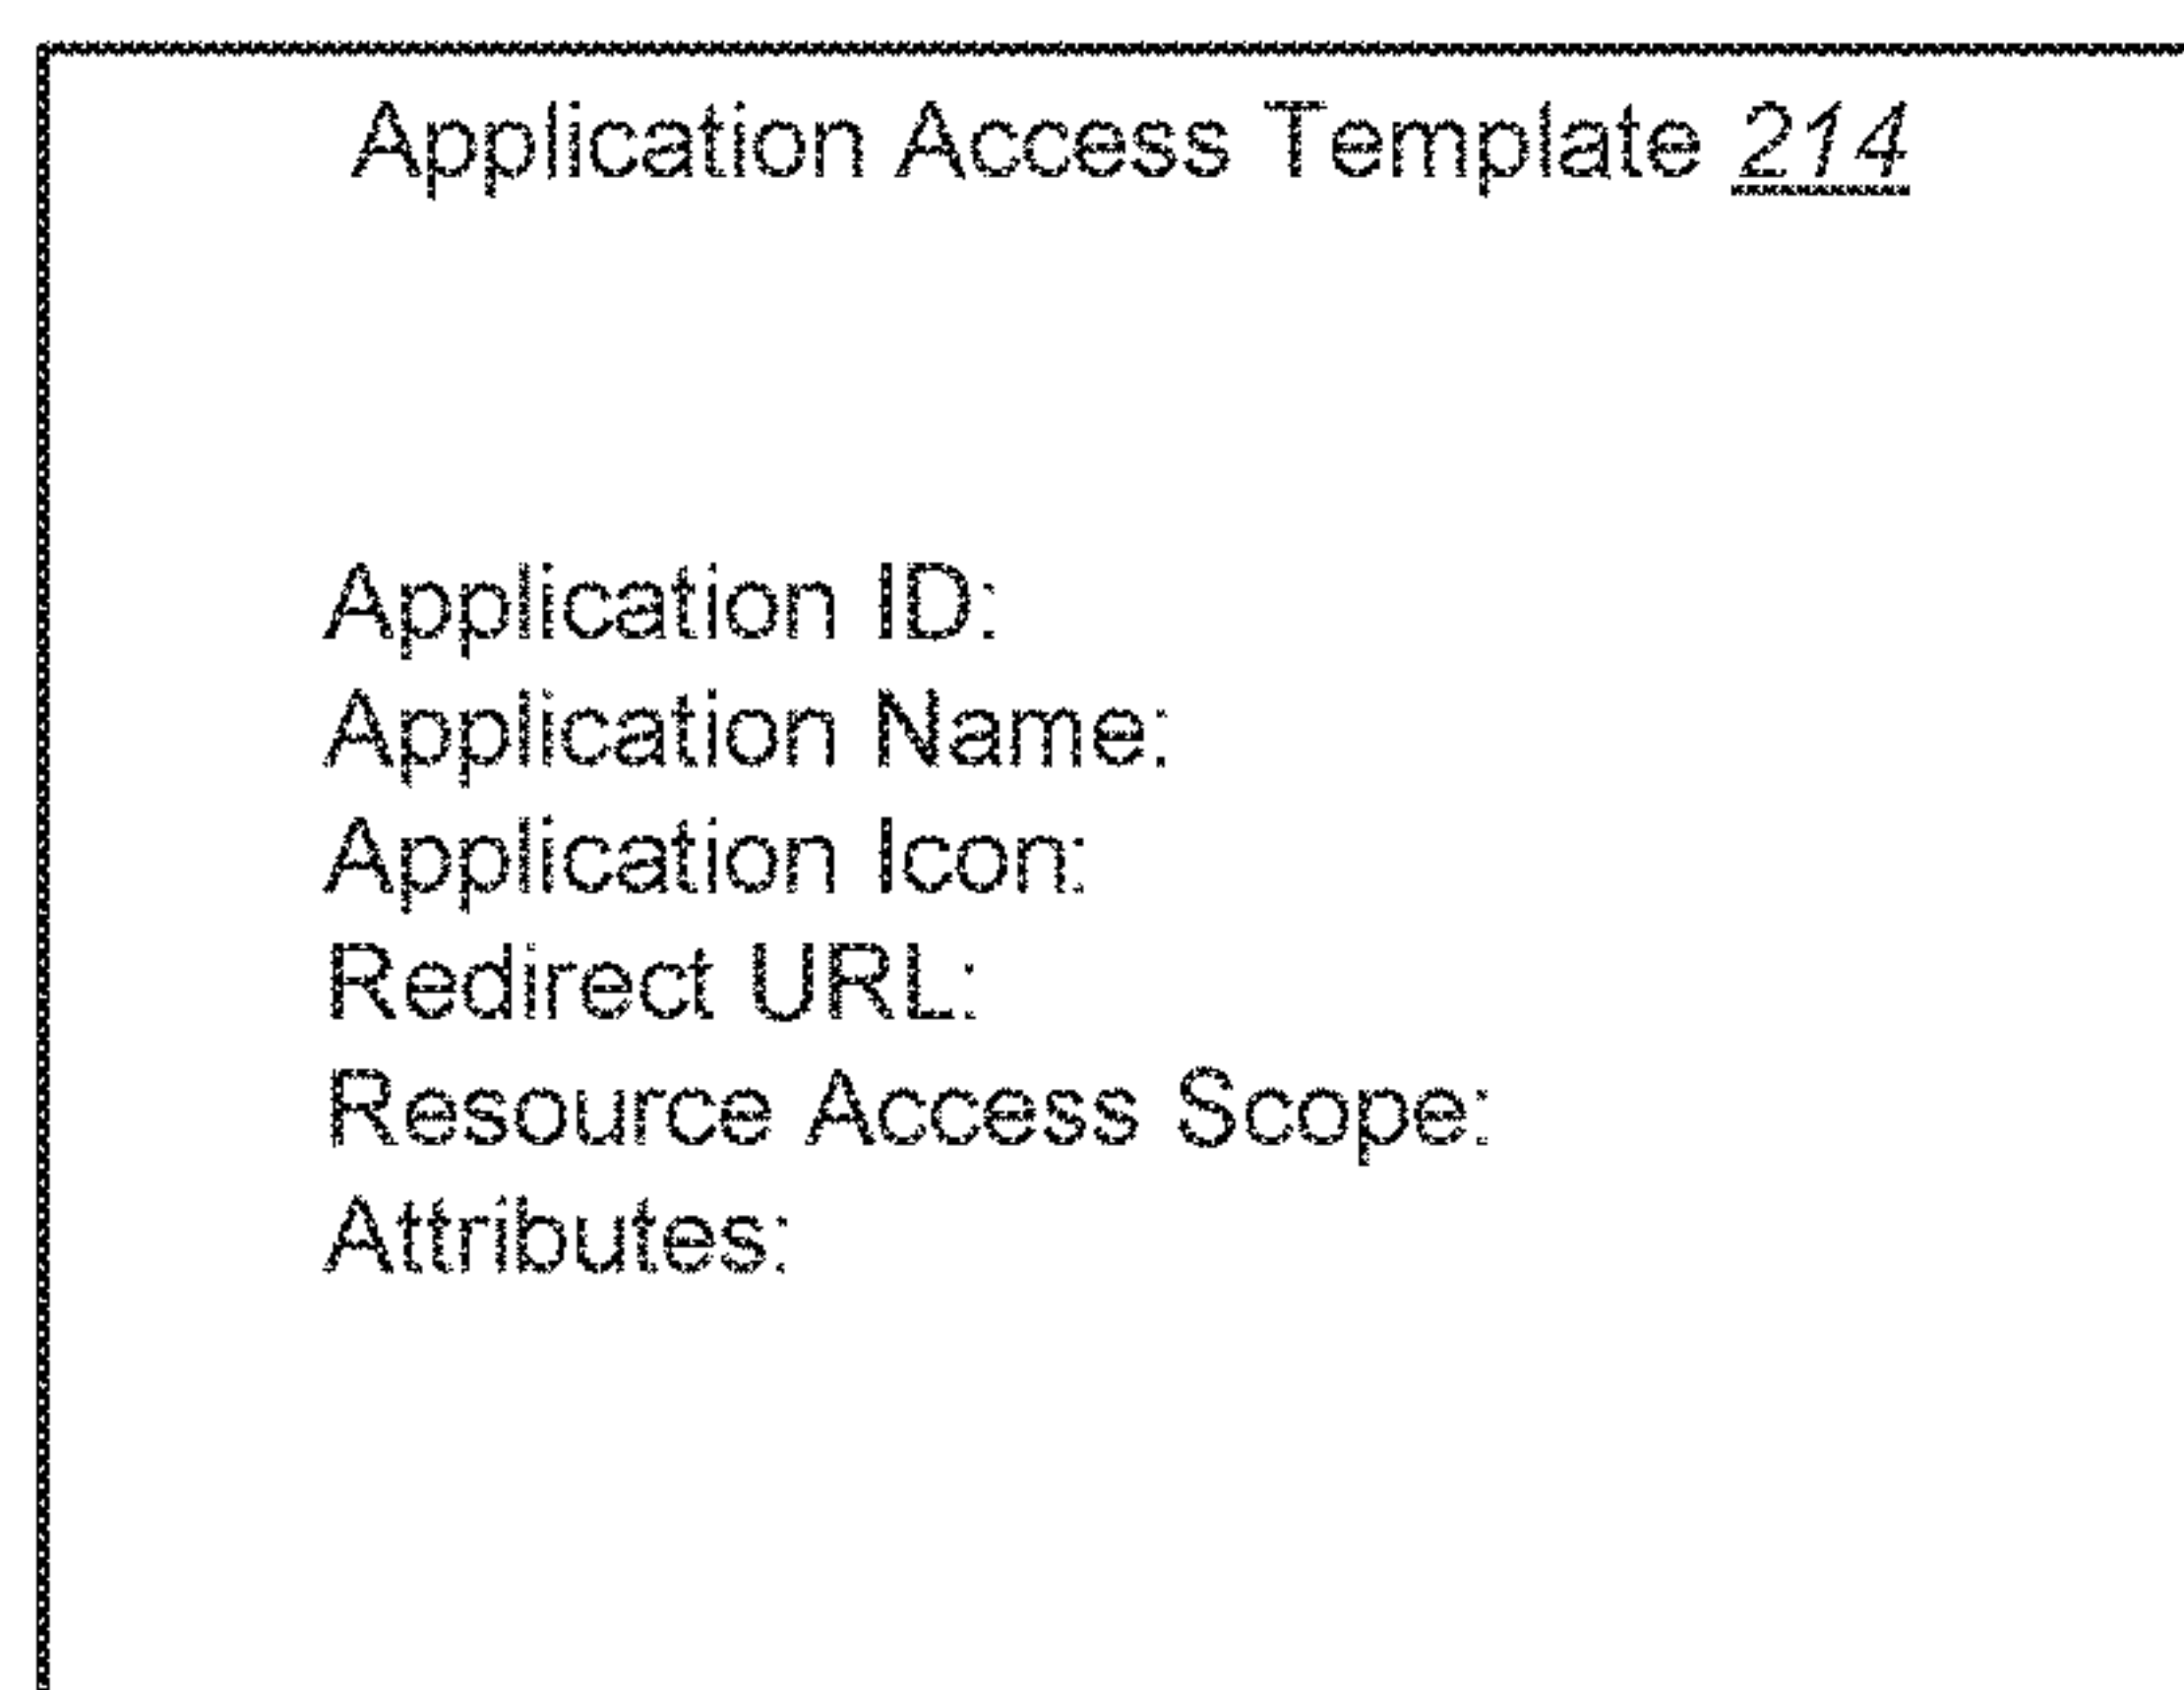 Application Access Template 214
Application ID:
Application Name:
Application Icon:
Redirect URL:
Resource Access Scope:
Attributes: